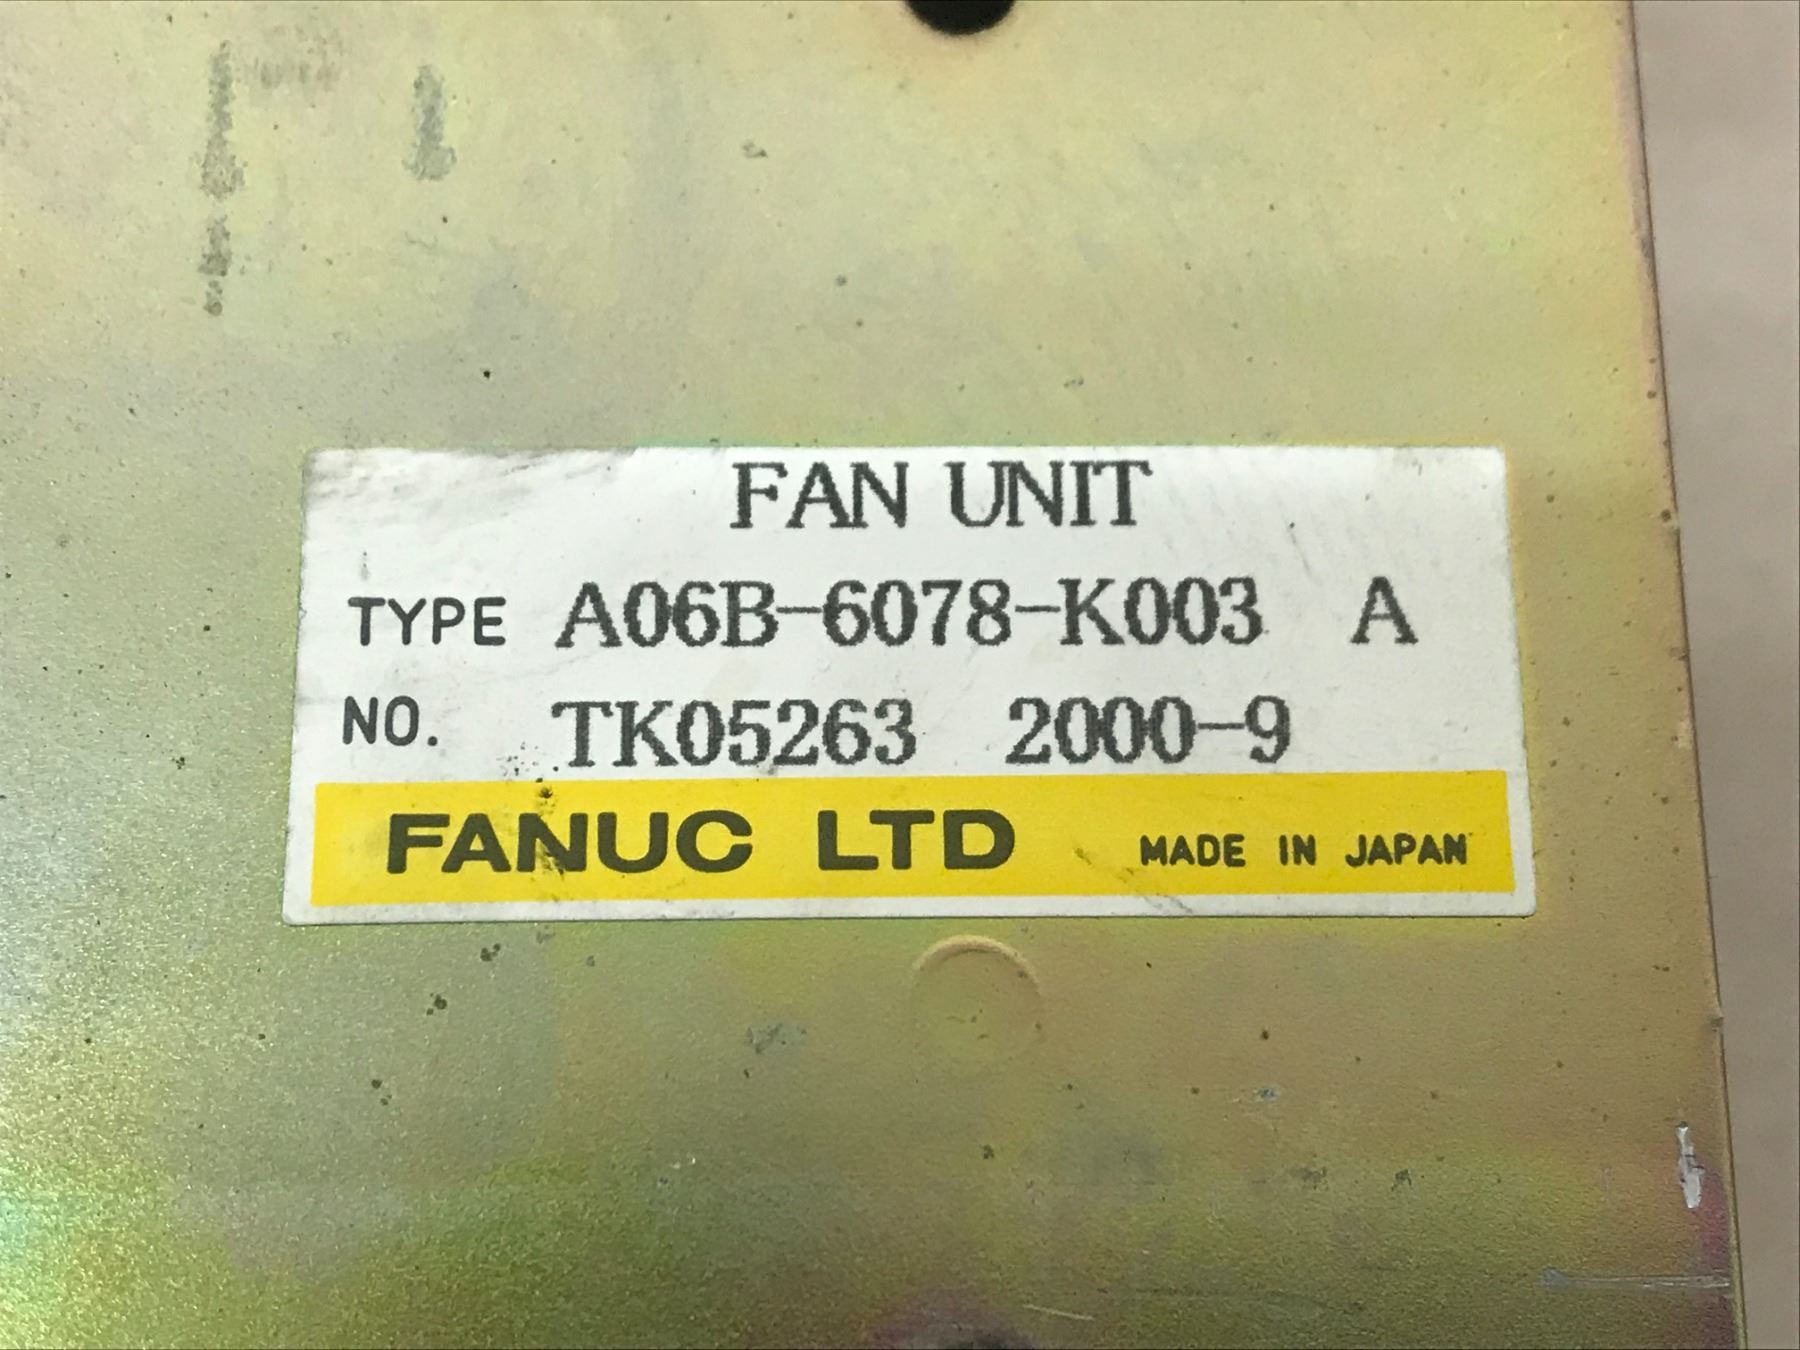 FAN UNIT
TYPE A06B-6078-K003 A
NO. TK05263 2000-9
FANUC LTD MADE IN JAPAN